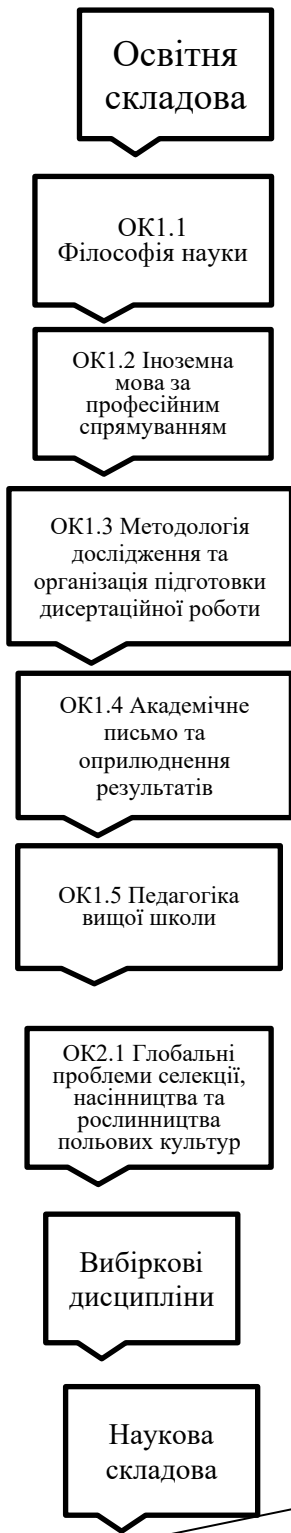 Освітня
складова
ОК1.1
Філософія науки
ОК1.2 Іноземна
мова за
професійним
спрямуванням
ОК1.3 Методологія
дослідження та
організація підготовки
дисертаційної роботи
ОК1.4 Академічне
письмо та
оприлюднення
результатів
ОК1.5 Педагогіка
вищої школи
ОК2.1 Глобальні
проблеми селекції,
насінництва та
рослинництва
польових культур
Вибіркові
дисципліни
Наукова
складова